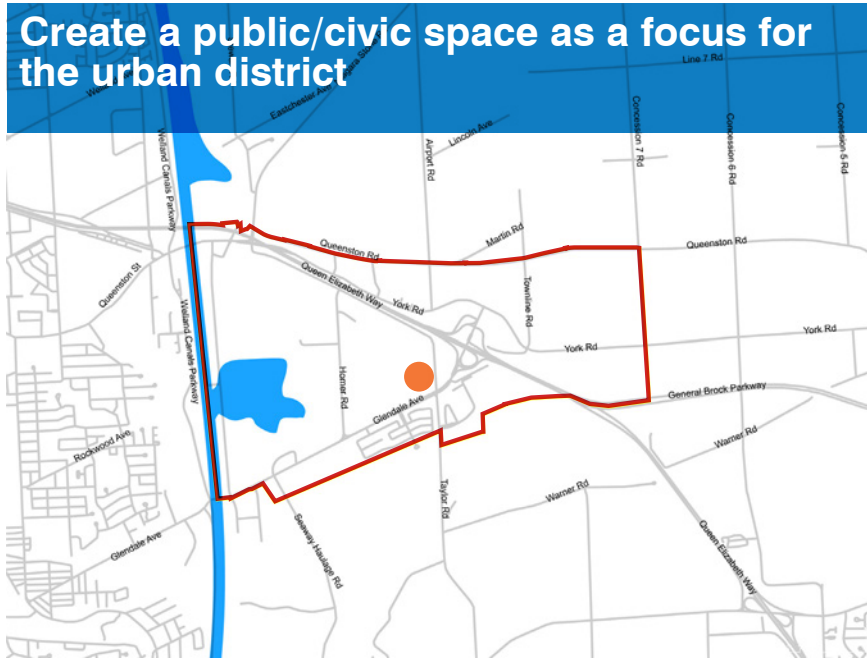 Create a public/civic space as a focus for
the urban district
Line 7 Rd
Eastchester Ave
Niagara Stone Rd
Lincoln Ave
Airport Rd
Concession 7 Rd
Concession 6 Rd
Concession 5 Rd
Welland Canals Parkway
Queenston Rd
Martin Rd
Queenston Rd
Queenston St
Queen Elizabeth Way
York Rd
Townline Rd
York Rd
York Rd
Welland Canals Parkway
Homer Rd
Glendale Ave
General Brock Parkway
Rockwood Ave
Warner Rd
Taylor Rd
Warner Rd
Seaway Haulage Rd
Glendale Ave
Queen Elizabeth Way